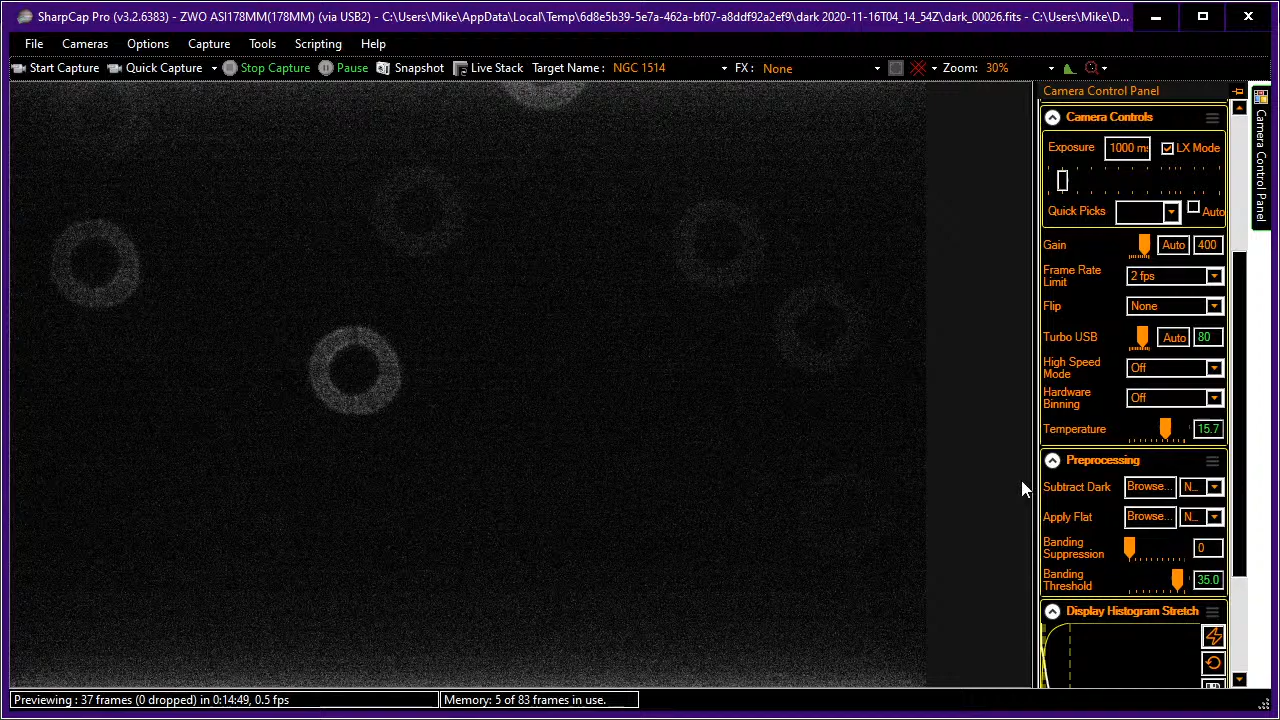 SharpCap Pro (v3.2.6383) - ZWO ASI178MM(178MM) (via USB2) - C:\Users\Mike\AppData\Local\Temp\6d8e5b39-5e7a-462a-bf07-a8ddf92a2ef9\dark 2020-11-16T04_14_54Z\dark_00026.fits - C:\Users\Mike\D...
File Cameras Options Capture Tools Scripting Help
Start Capture Quick Capture Stop Capture Pause Snapshot Live Stack Target Name : NGC 1514 FX : None Zoom: 30%
Camera Control Panel
Camera Control Panel
Camera Controls
Exposure 1000 ms LX Mode
Quick Picks Auto
Gain Auto 400
Frame Rate Limit 2 fps
Flip None
Turbo USB Auto 80
High Speed Mode Off
Hardware Binning Off
Temperature 15.7
Preprocessing
Subtract Dark Browse... N...
Apply Flat Browse... N...
Banding Suppression 0
Banding Threshold 35.0
Display Histogram Stretch
Previewing : 37 frames (0 dropped) in 0:14:49, 0.5 fps Memory: 5 of 83 frames in use.